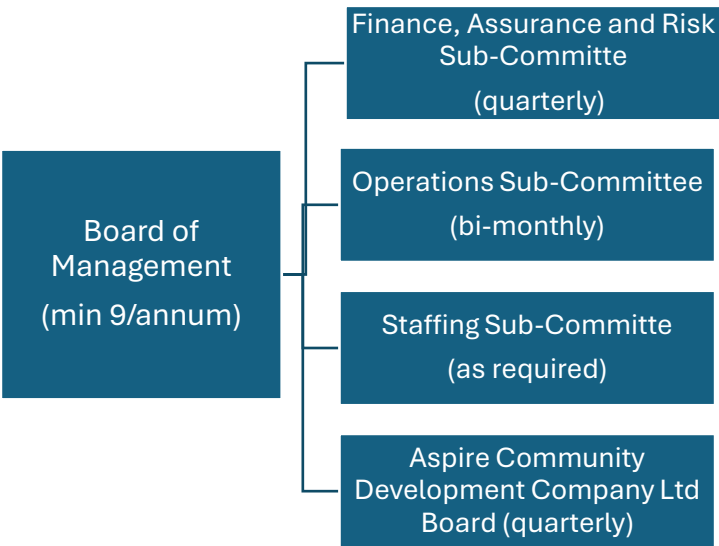 Finance, Assurance and Risk
Sub-Committe
(quarterly)
Operations Sub-Committee
(bi-monthly)
Board of
Management
(min 9/annum)
Staffing Sub-Committe
(as required)
Aspire Community
Development Company Ltd
Board (quarterly)